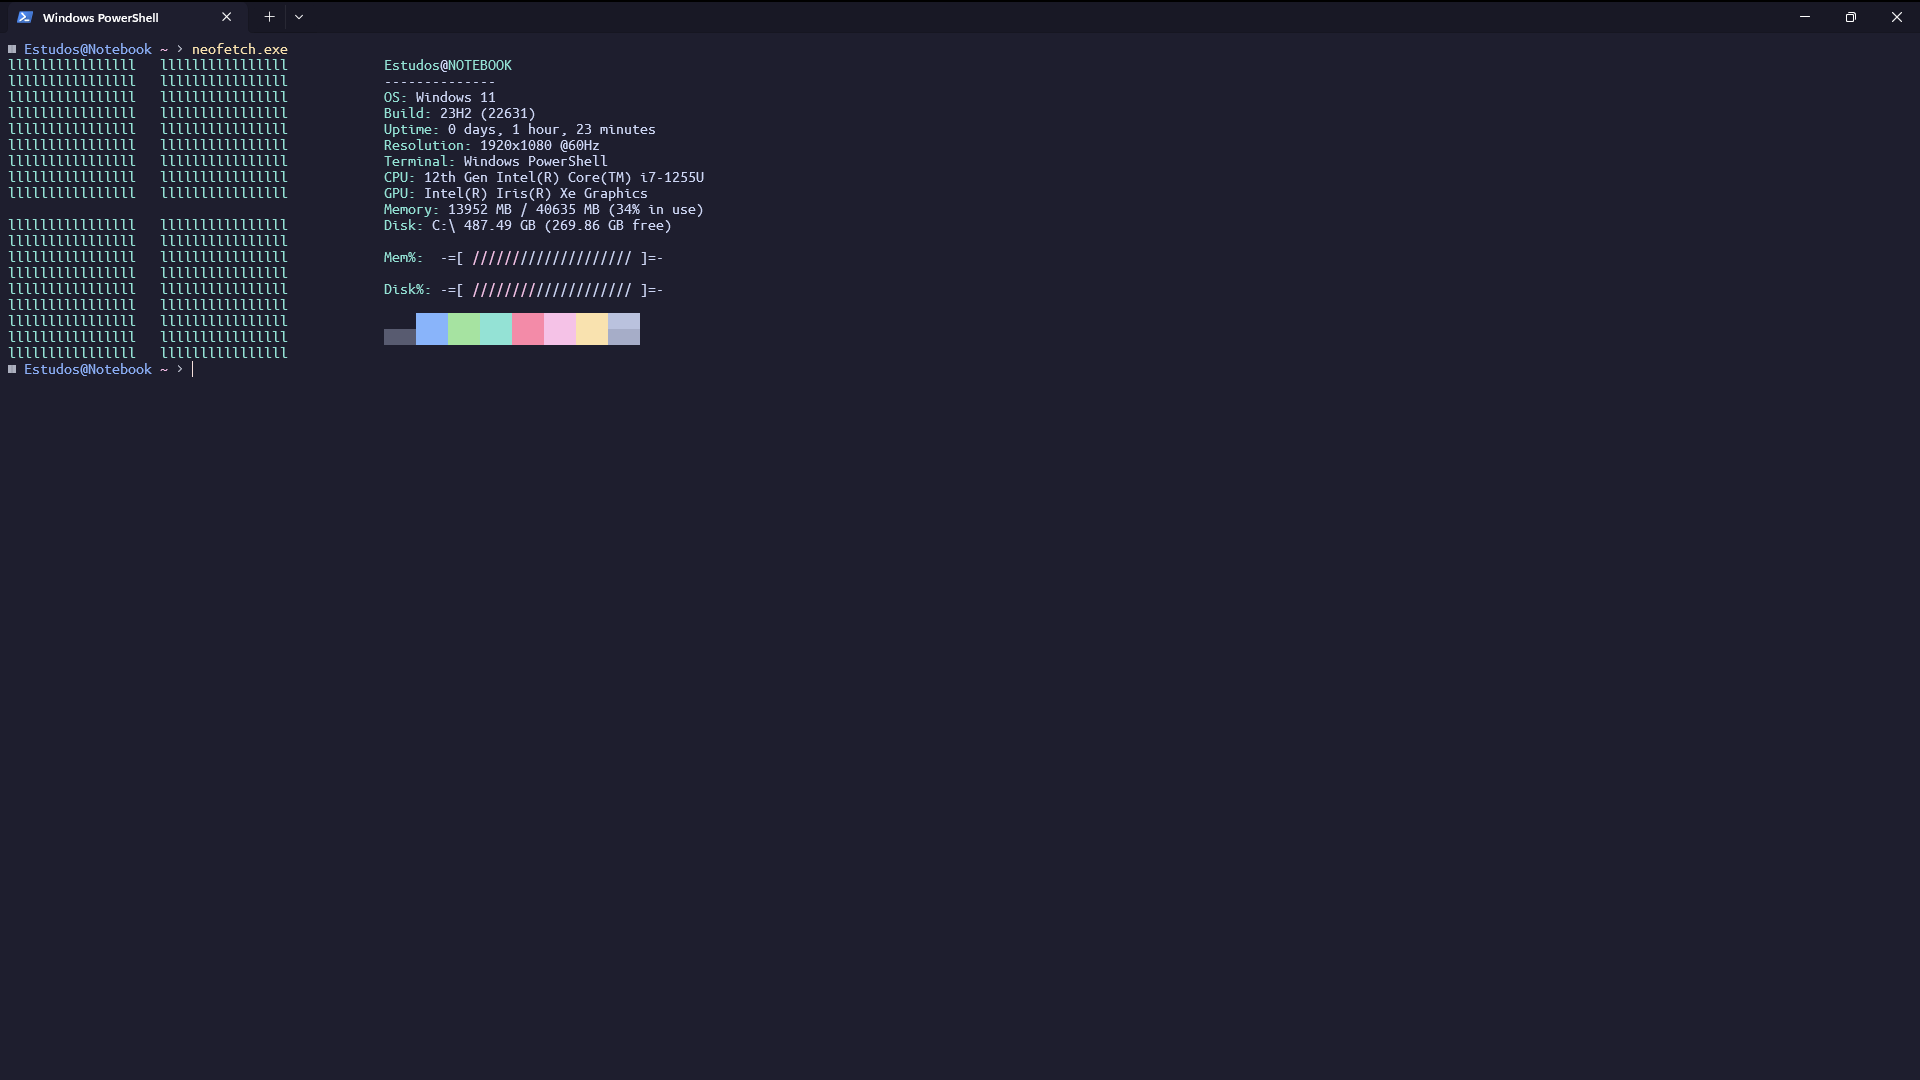 Windows PowerShell
Estudos@Notebook ~ > neofetch.exe
llllllllllllllll   llllllllllllllll            Estudos@NOTEBOOK
llllllllllllllll   llllllllllllllll            --------------
llllllllllllllll   llllllllllllllll            OS: Windows 11
llllllllllllllll   llllllllllllllll            Build: 23H2 (22631)
llllllllllllllll   llllllllllllllll            Uptime: 0 days, 1 hour, 23 minutes
llllllllllllllll   llllllllllllllll            Resolution: 1920x1080 @60Hz
llllllllllllllll   llllllllllllllll            Terminal: Windows PowerShell
llllllllllllllll   llllllllllllllll            CPU: 12th Gen Intel(R) Core(TM) i7-1255U
llllllllllllllll   llllllllllllllll            GPU: Intel(R) Iris(R) Xe Graphics
Memory: 13952 MB / 40635 MB (34% in use)
llllllllllllllll   llllllllllllllll            Disk: C:\ 487.49 GB (269.86 GB free)
llllllllllllllll   llllllllllllllll
llllllllllllllll   llllllllllllllll            Mem%:  -=[ //////////////////// ]=-
llllllllllllllll   llllllllllllllll
llllllllllllllll   llllllllllllllll            Disk%: -=[ //////////////////// ]=-
llllllllllllllll   llllllllllllllll
llllllllllllllll   llllllllllllllll
llllllllllllllll   llllllllllllllll
llllllllllllllll   llllllllllllllll
Estudos@Notebook ~ >